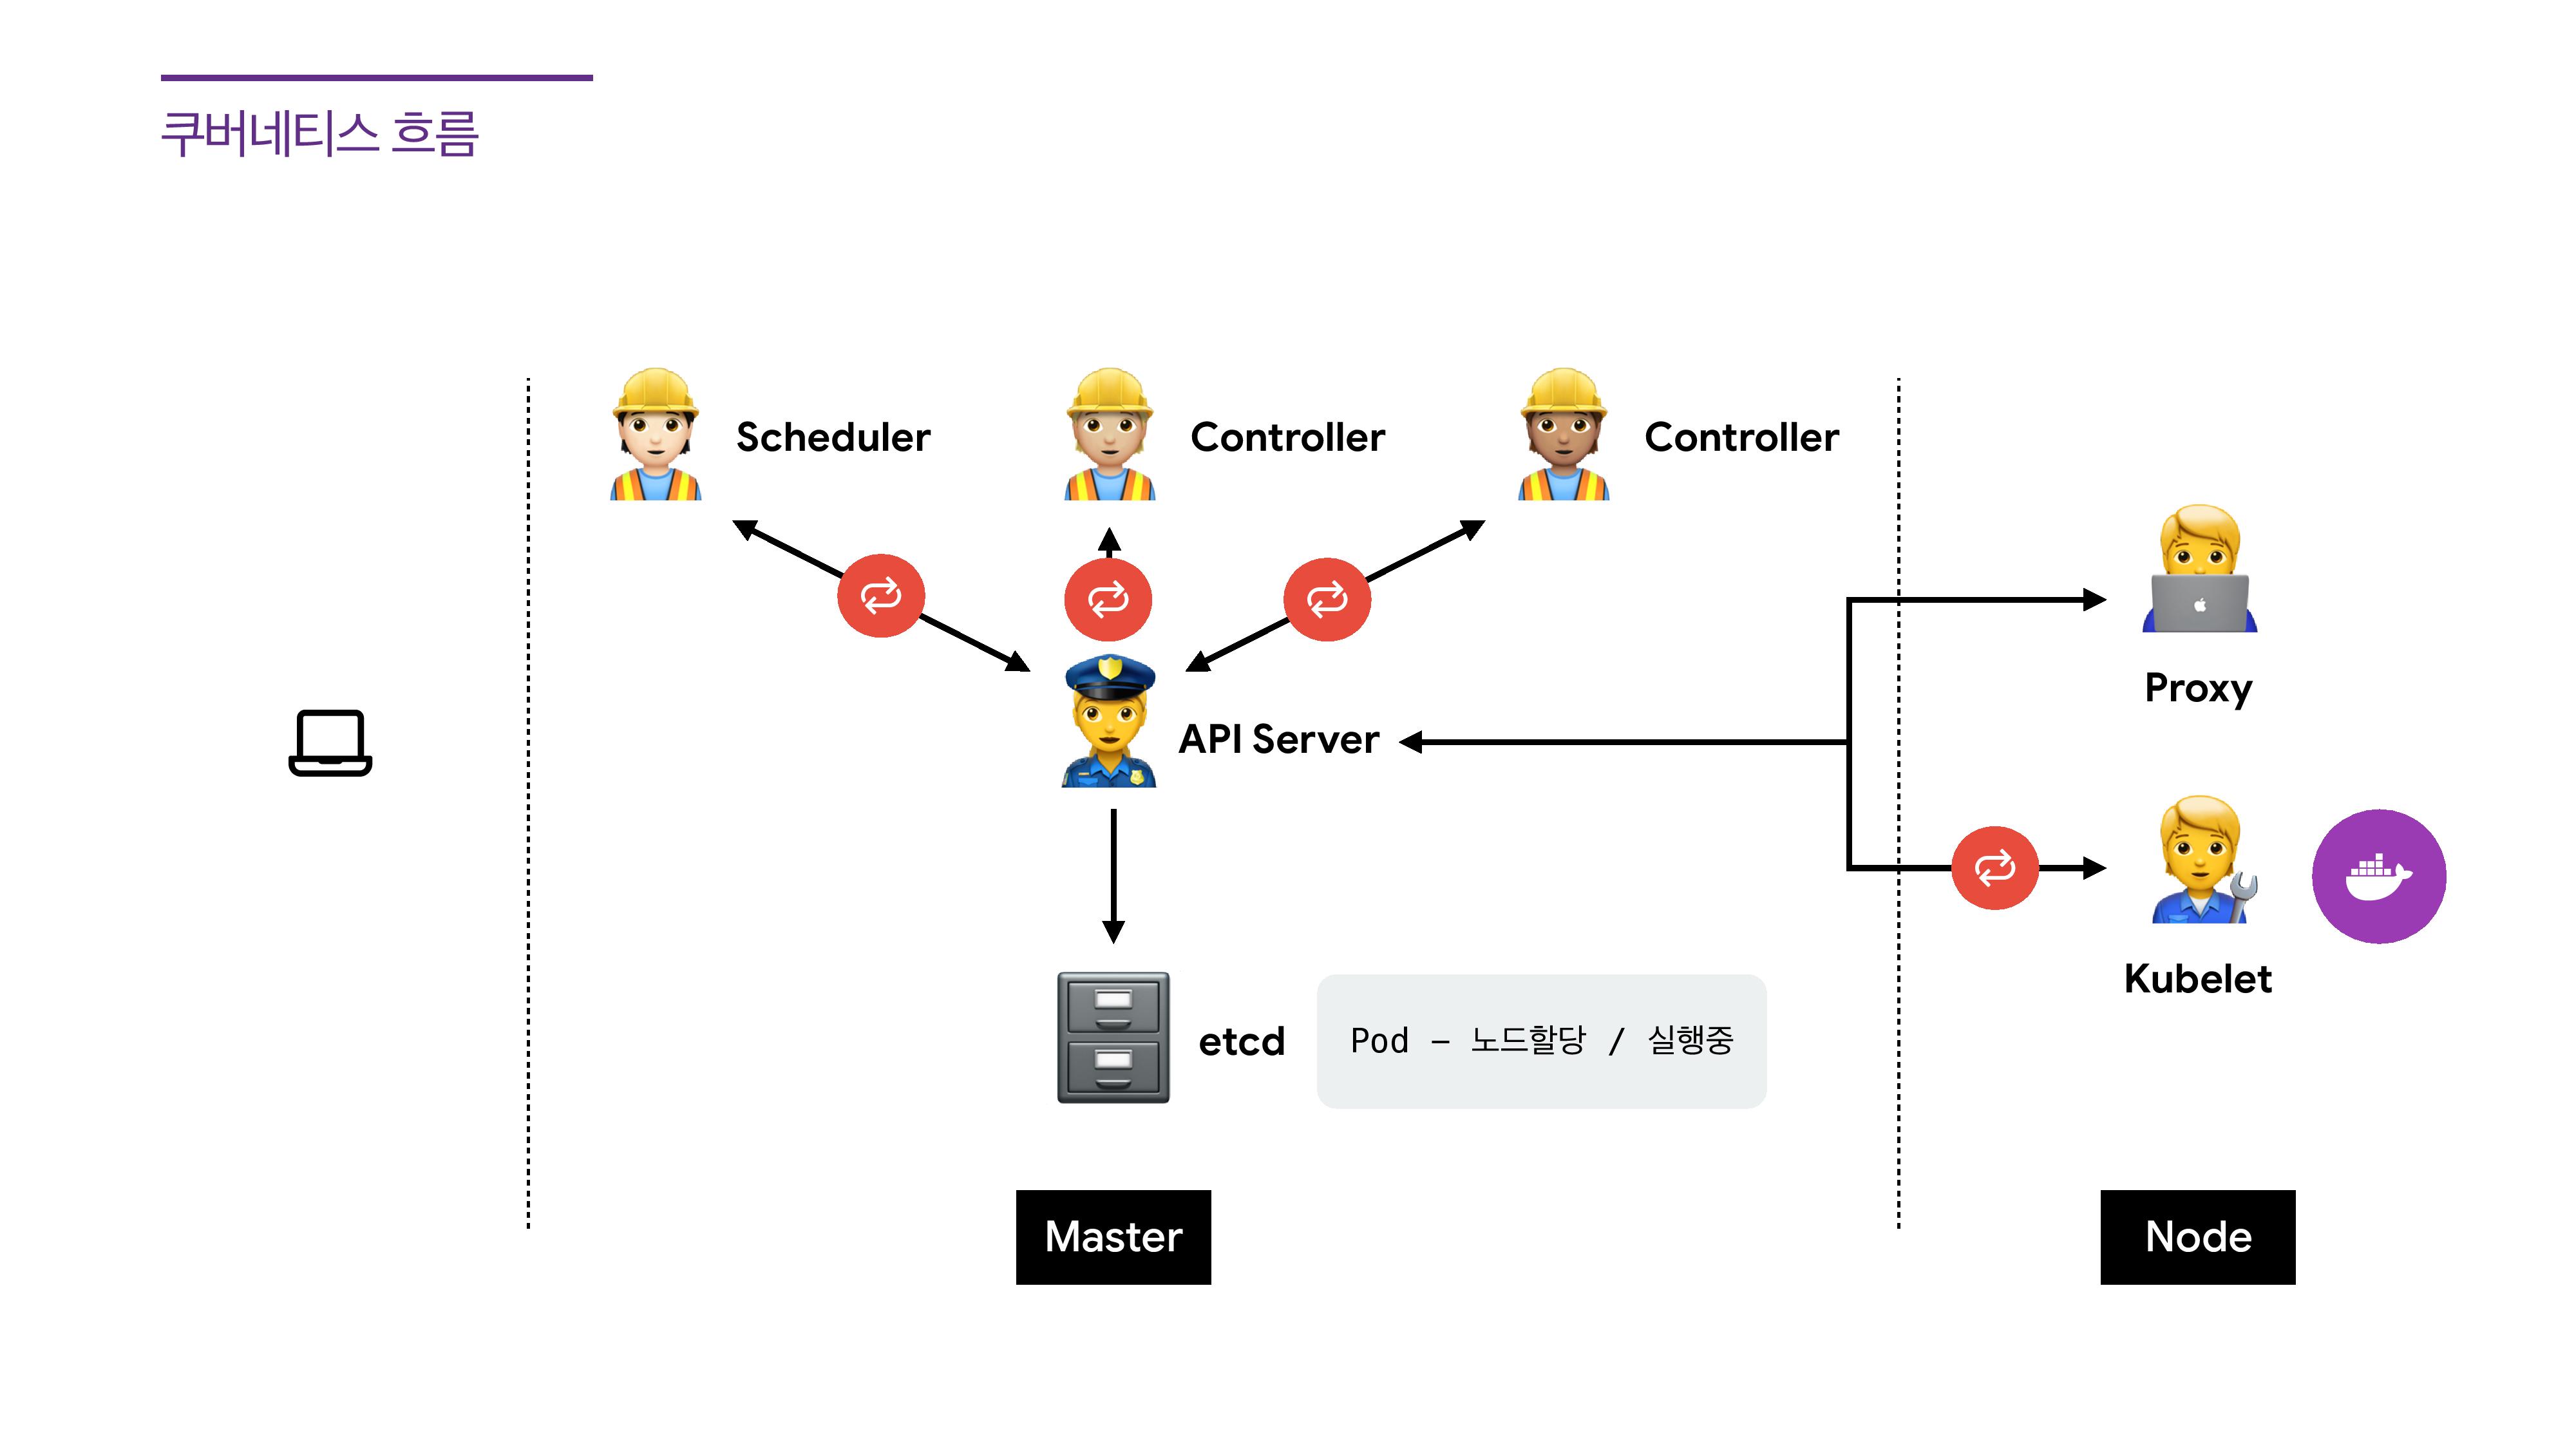 쿠버네티스 흐름
Scheduler
Controller
Controller
API Server
Proxy
Kubelet
etcd
Pod - 노드할당 / 실행중
Master
Node